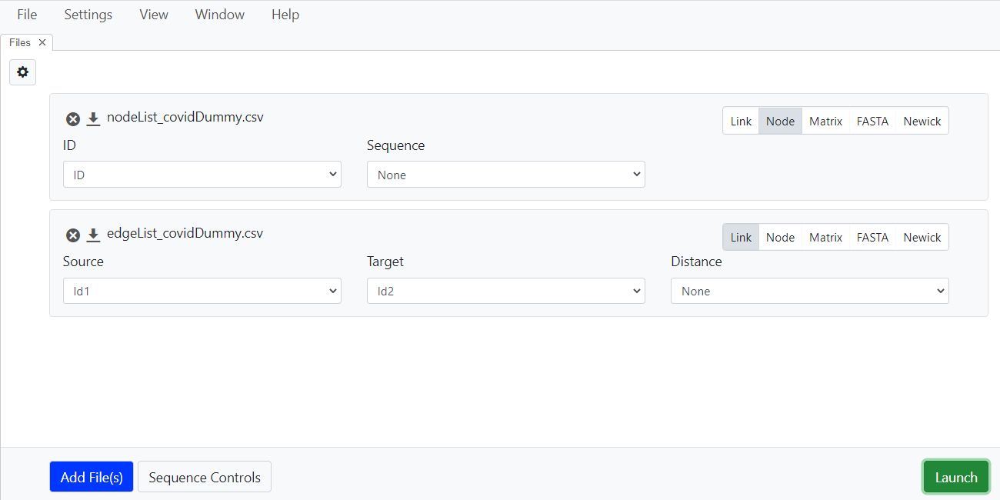 File Settings View Window Help
Files
nodeList_covidDummy.csv Link Node Matrix FASTA Newick
ID Sequence
ID None
edgeList_covidDummy.csv Link Node Matrix FASTA Newick
Source Target Distance
Id1 Id2 None
Add File(s) Sequence Controls Launch